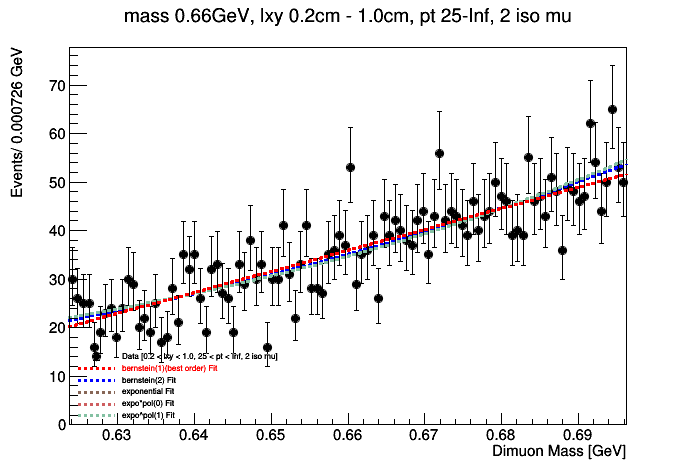 mass 0.66GeV, lxy 0.2cm - 1.0cm, pt 25-Inf, 2 iso mu
Events/ 0.000726 GeV
70
60
50
40
30
20
10
0
Data [0.2 < lxy < 1.0, 25 < pt < Inf, 2 iso mu]
bernstein(1)(best order) Fit
bernstein(2) Fit
exponential Fit
expo*pol(0) Fit
expo*pol(1) Fit
0.63 0.64 0.65 0.66 0.67 0.68 0.69
Dimuon Mass [GeV]